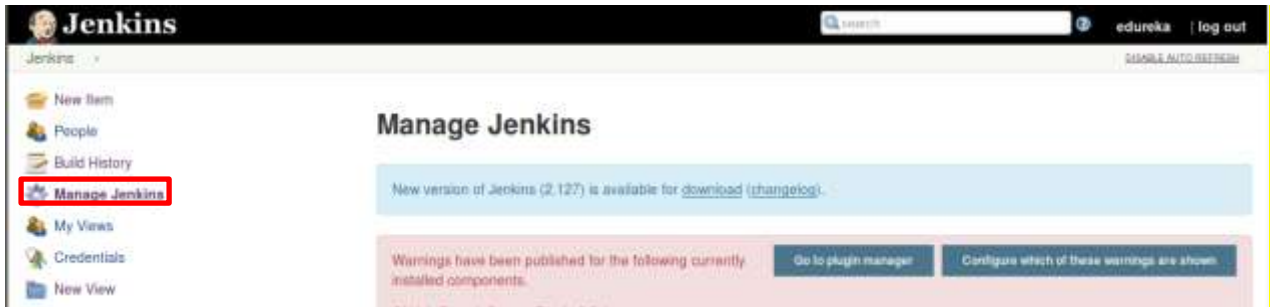 Jenkins
search
edureka | log out
Jenkins
DISABLE AUTO REFRESH
New Item
People
Build History
Manage Jenkins
My Views
Credentials
New View
Manage Jenkins
New version of Jenkins (2.127) is available for download (changelog).
Warnings have been published for the following currently
installed components.
Go to plugin manager
Configure which of these warnings are shown